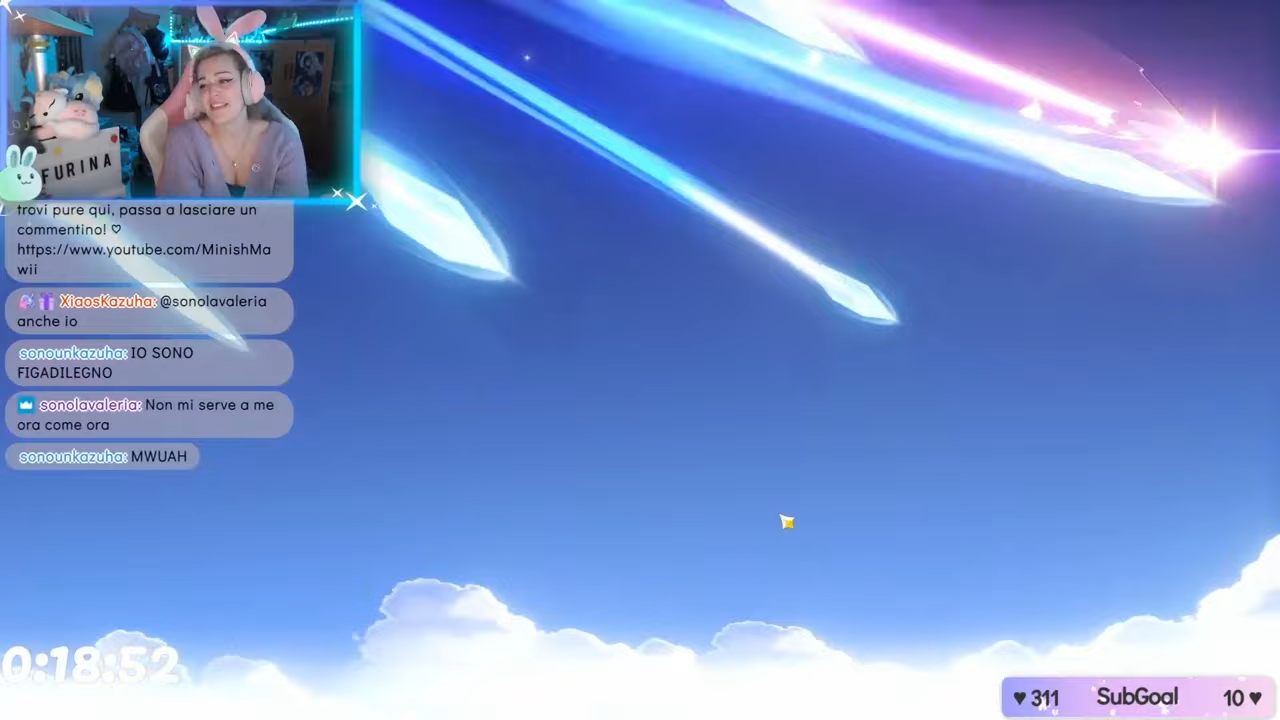 FURINA
trovi pure qui, passa a lasciare un
commentino! ♡
https://www.youtube.com/MinishMa
wii
XiaosKazuha: @sonolavaleria
anche io
sonounkazuha: IO SONO
FIGADILEGNO
sonolavaleria: Non mi serve a me
ora come ora
sonounkazuha: MWUAH
0:18:52
♥ 311 SubGoal 10 ♥